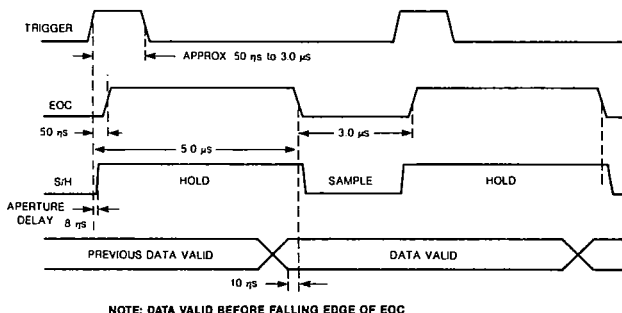 TRIGGER
APPROX 50 ηs to 3.0 μs
EOC
50 ηs
3.0 μs
5.0 μs
S/H
HOLD
SAMPLE
HOLD
APERTURE
DELAY
8 ηs
PREVIOUS DATA VALID
DATA VALID
10 ηs
NOTE: DATA VALID BEFORE FALLING EDGE OF EOC